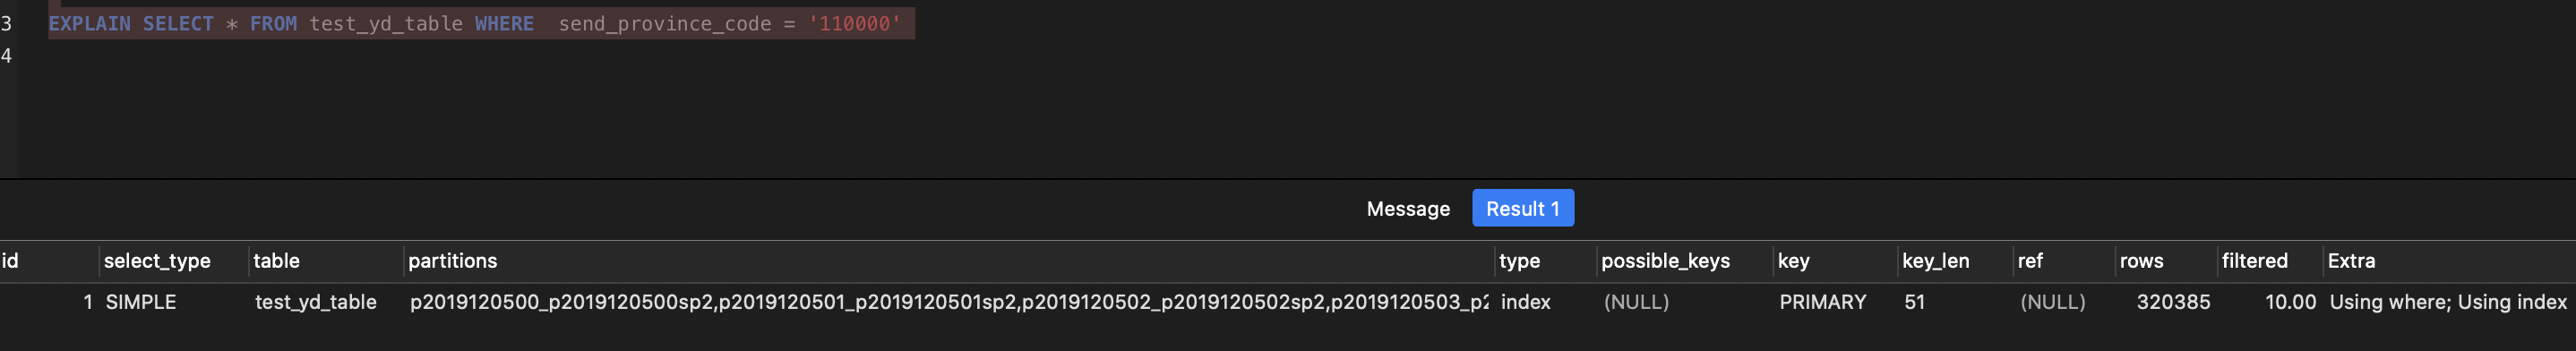 3 EXPLAIN SELECT * FROM test_yd_table WHERE  send_province_code = '110000'
4
Message Result 1
id select_type table partitions type possible_keys key key_len ref rows filtered Extra
1 SIMPLE test_yd_table p2019120500_p2019120500sp2,p2019120501_p2019120501sp2,p2019120502_p2019120502sp2,p2019120503_p2 index (NULL) PRIMARY 51 (NULL) 320385 10.00 Using where; Using index